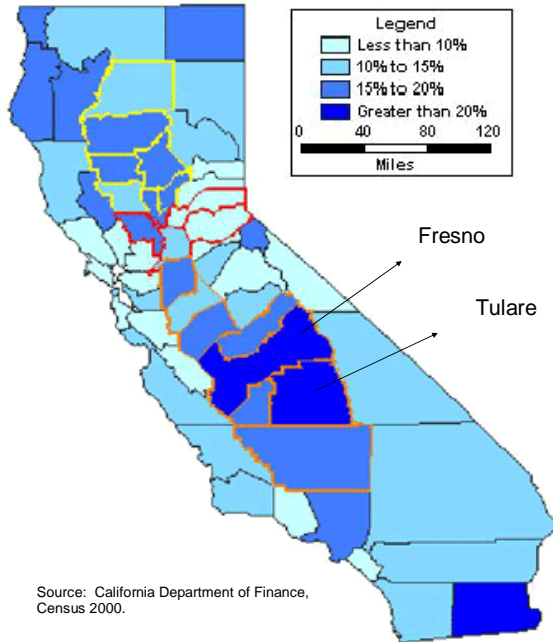 Legend
Less than 10%
10% to 15%
15% to 20%
Greater than 20%
0 40 80 120
Miles
Fresno
Tulare
Source: California Department of Finance,
Census 2000.